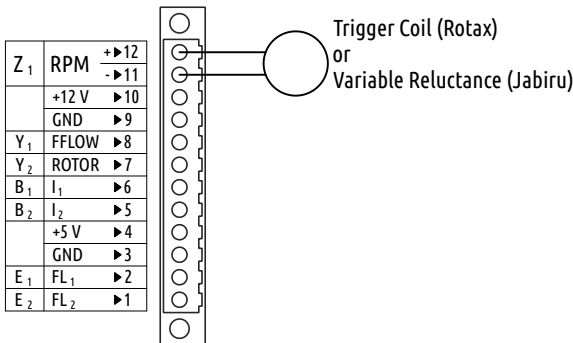 Trigger Coil (Rotax)
or
Variable Reluctance (Jabiru)
Z₁ RPM +▶12
-▶11
+12 V ▶10
GND ▶9
Y₁ FFLOW ▶8
Y₂ ROTOR ▶7
B₁ I₁ ▶6
B₂ I₂ ▶5
+5 V ▶4
GND ▶3
E₁ FL₁ ▶2
E₂ FL₂ ▶1